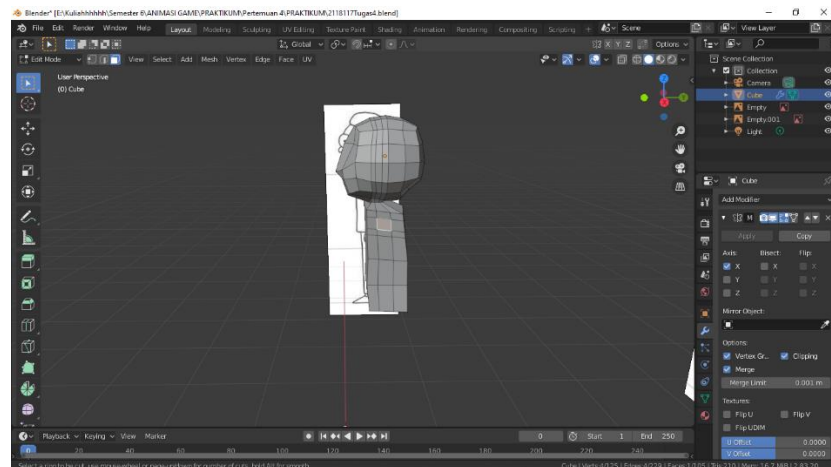 Blender* [E:\Kuliahhhhhh\Semester 6\ANIMASI GAME\PRAKTIKUM\Pertemuan 4\PRAKTIKUM\2118117Tugas4.blend]
File Edit Render Window Help Layout Modeling Sculpting UV Editing Texture Paint Shading Animation Rendering Compositing Scripting + Scene View Layer
Global X Y Z Options
Edit Mode View Select Add Mesh Vertex Edge Face UV
User Perspective
(0) Cube
Scene Collection
Collection
Camera
Cube
Empty
Empty.001
Light
Cube
Add Modifier
M
Apply Copy
Axis: Bisect: Flip:
X X X
Y Y Y
Z Z Z
Mirror Object:
Options:
Vertex Gr... Clipping
Merge
Merge Limit: 0.001 m
Textures:
Flip U Flip V
Flip UDIM
U Offset 0.0000
V Offset 0.0000
Playback Keying View Marker 0 Start 1 End 250
0 20 40 60 80 100 120 140 160 180 200 220 240